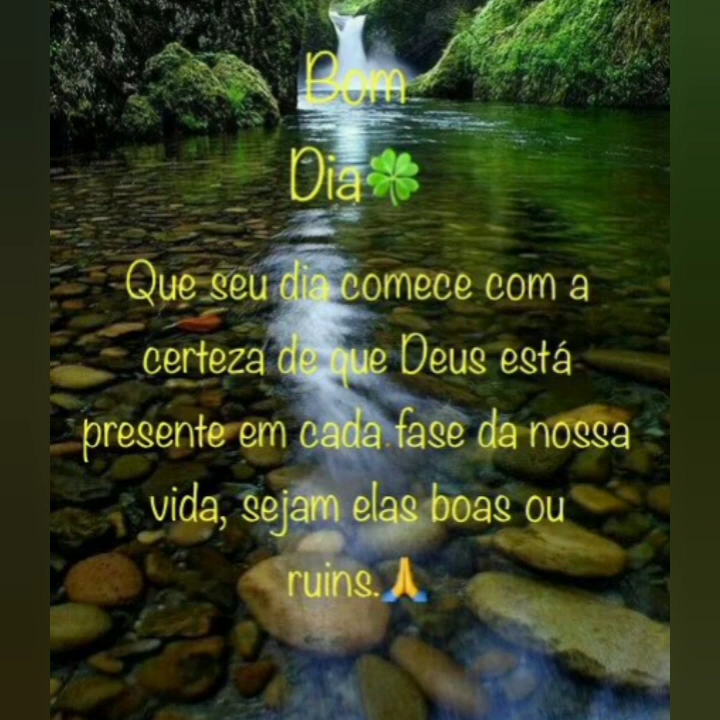 Bom
Dia🍀
Que seu dia comece com a
certeza de que Deus está
presente em cada fase da nossa
vida, sejam elas boas ou
ruins.🙏